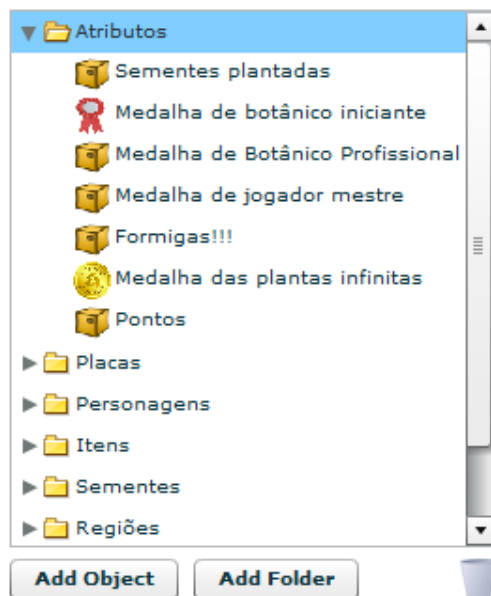 Atributos
Sementes plantadas
Medalha de botânico iniciante
Medalha de Botânico Profissional
Medalha de jogador mestre
Formigas!!!
Medalha das plantas infinitas
Pontos
Placas
Personagens
Itens
Sementes
Regiões
Add Object Add Folder